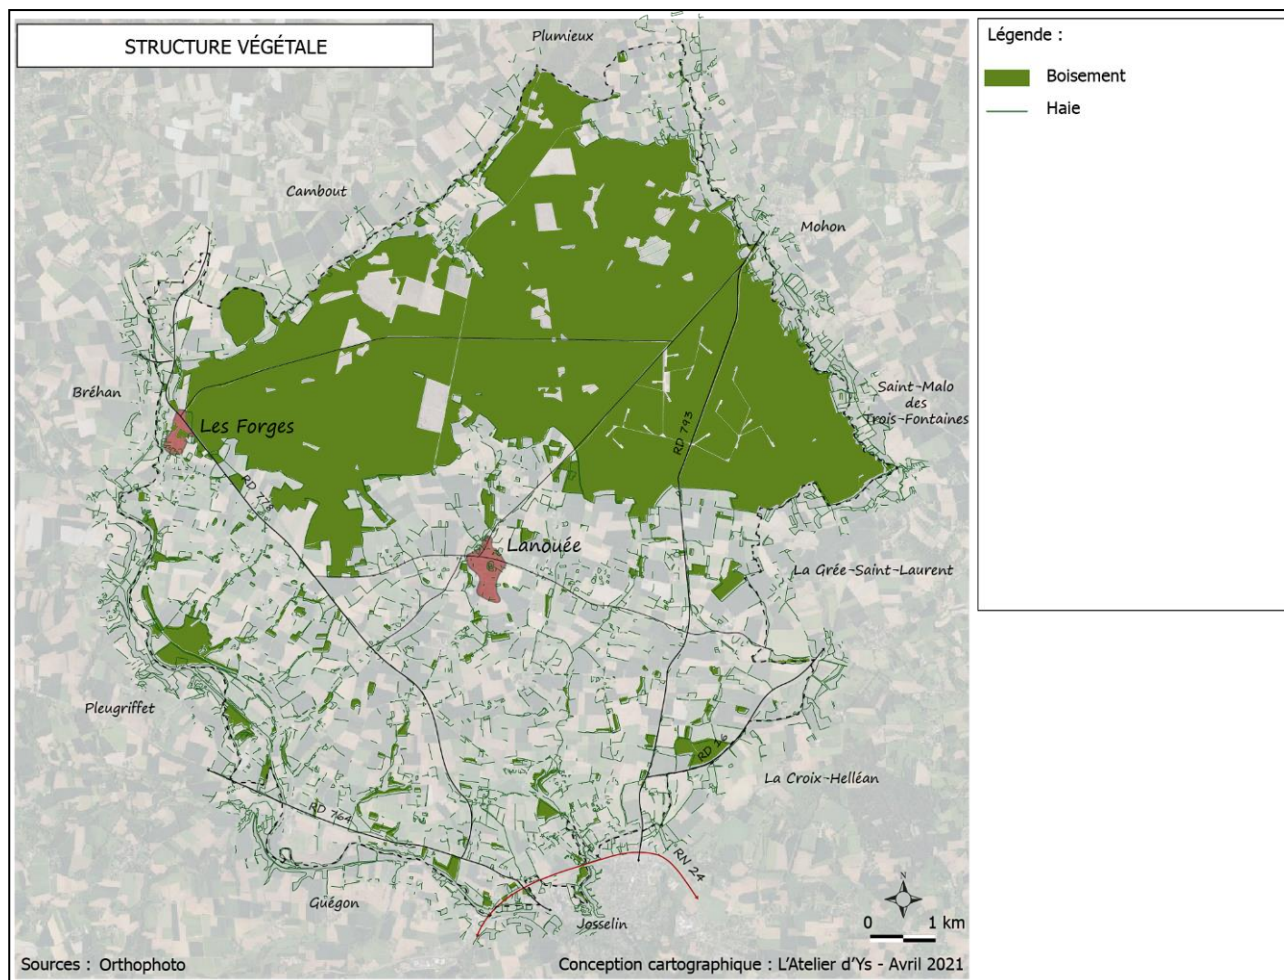 STRUCTURE VÉGÉTALE
Plumieux
Légende :
Boisement
Haie
Cambout
Mohon
Bréhan
Saint-Malo
des
Trois-Fontaines
Les Forges
RD 793
RD 778
Lanouée
La Grée-Saint-Laurent
Pleugriffet
RD 16
La Croix-Helléan
RD 764
RN 24
Guégon
Josselin
N
0 1 km
Sources : Orthophoto
Conception cartographique : L'Atelier d'Ys - Avril 2021